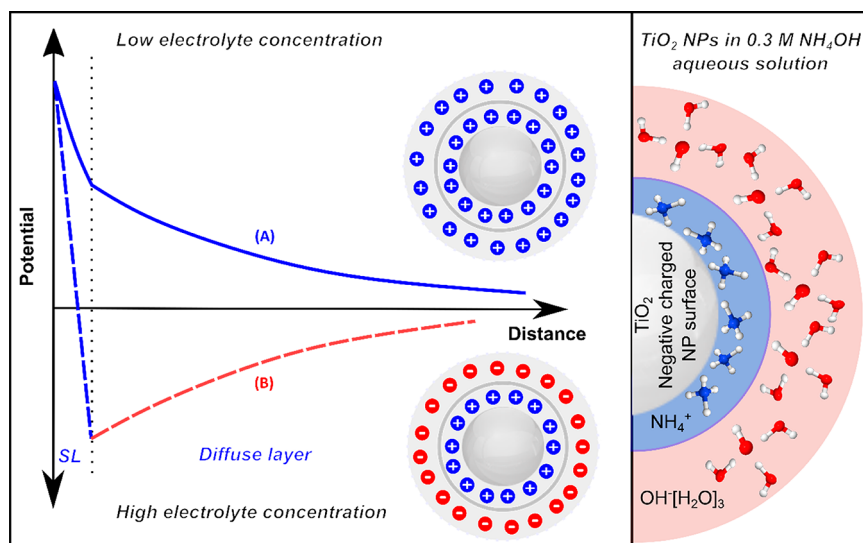 Low electrolyte concentration
Potential
(A)
Distance
(B)
SL
Diffuse layer
High electrolyte concentration
TiO₂ NPs in 0.3 M NH₄OH
aqueous solution
TiO₂
Negative charged
NP surface
NH₄⁺
OH⁻[H₂O]₃